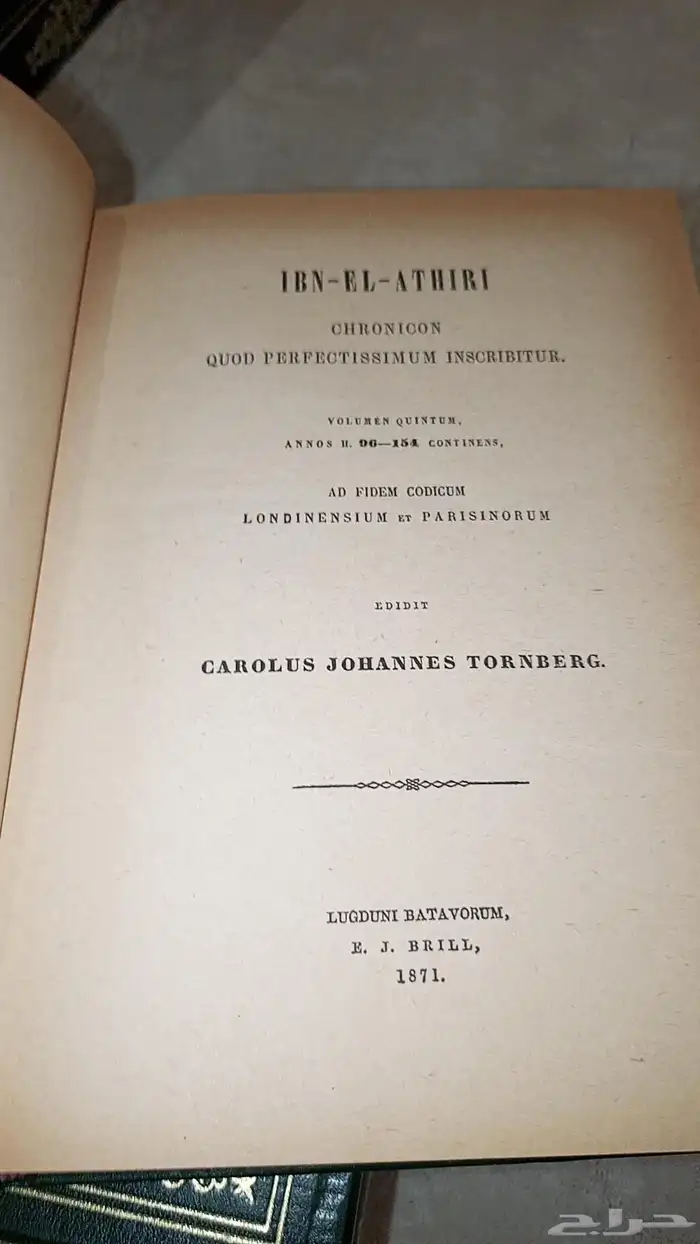 IBN-EL-ATHIRI
CHRONICON
QUOD PERFECTISSIMUM INSCRIBITUR.
VOLUMEN QUINTUM,
ANNOS H. 96—154 CONTINENS,
AD FIDEM CODICUM
LONDINENSIUM ET PARISINORUM
EDIDIT
CAROLUS JOHANNES TORNBERG.
LUGDUNI BATAVORUM,
E. J. BRILL,
1871.
حراج